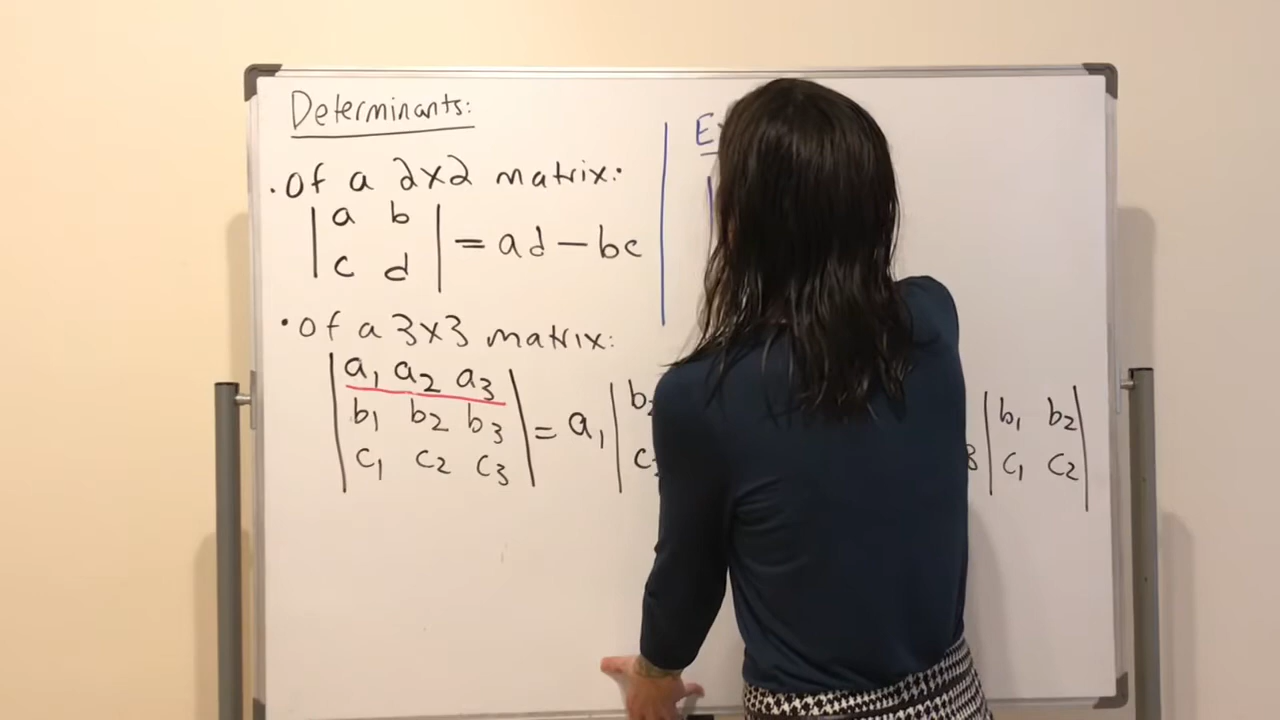 Determinants:
• Of a 2x2 matrix:
| a b |
| c d | = ad − bc
• Of a 3x3 matrix:
| a₁ a₂ a₃ |
| b₁ b₂ b₃ | = a₁ |
| c₁ c₂ c₃ |
| b₁ b₂ |
| c₁ c₂ |